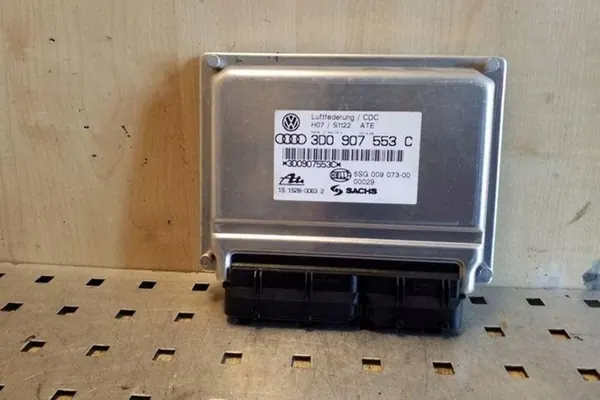 Luftfederung / CDC
H07 / S1122 ATE
3D0 907 553 C
*3D0907553C*
5SG 009 073-00
00029
15.1528-0063.2 SACHS